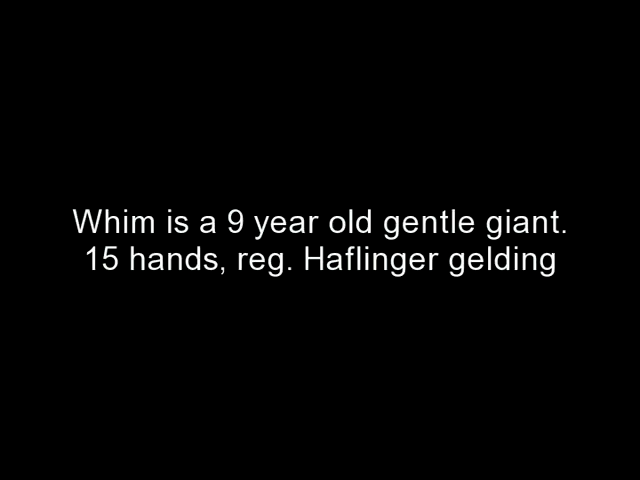 Whim is a 9 year old gentle giant.
15 hands, reg. Haflinger gelding